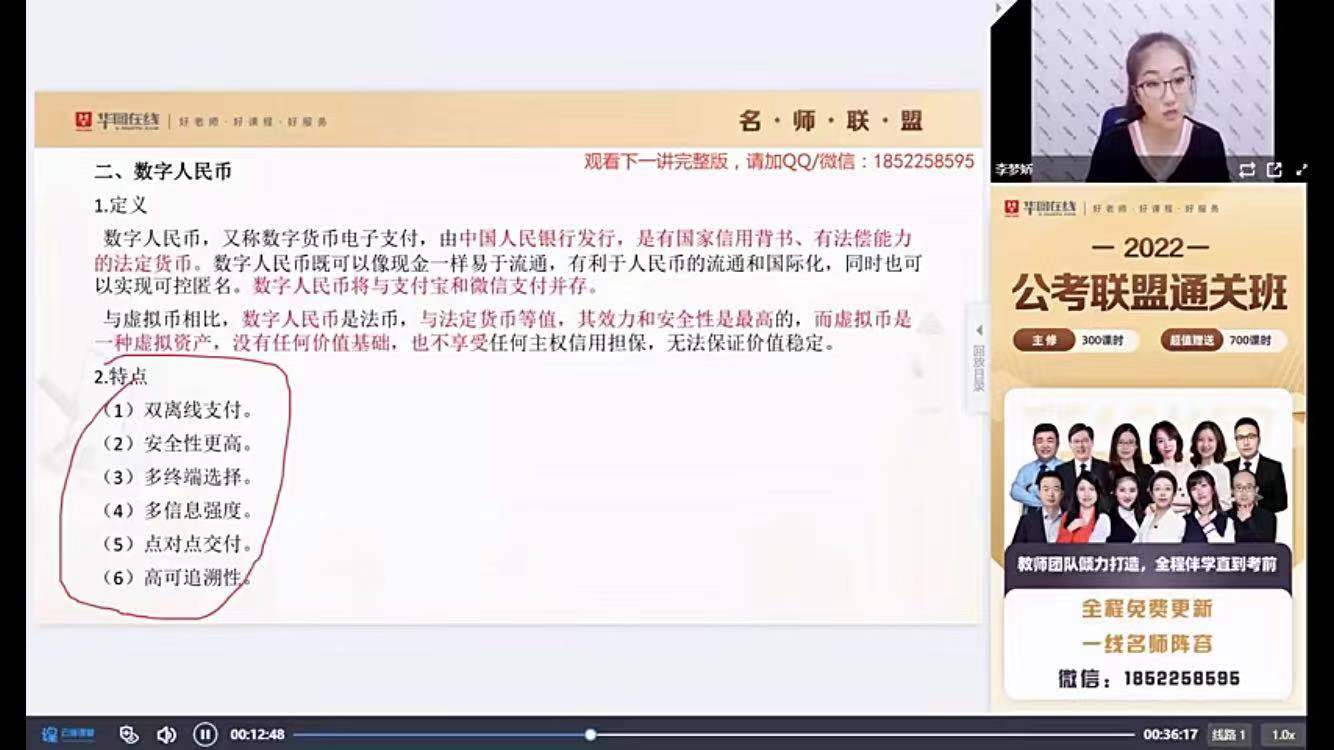 华图在线
好老师·好课程·好服务
名·师·联·盟
观看下一讲完整版，请加QQ/微信：1852258595
二、数字人民币
1.定义
数字人民币，又称数字货币电子支付，由中国人民银行发行，是有国家信用背书、有法偿能力
的法定货币。数字人民币既可以像现金一样易于流通，有利于人民币的流通和国际化，同时也可
以实现可控匿名。数字人民币将与支付宝和微信支付并存。
与虚拟币相比，数字人民币是法币，与法定货币等值，其效力和安全性是最高的，而虚拟币是
一种虚拟资产，没有任何价值基础，也不享受任何主权信用担保，无法保证价值稳定。
2.特点
（1）双离线支付。
（2）安全性更高。
（3）多终端选择。
（4）多信息强度。
（5）点对点交付。
（6）高可追溯性。
回放目录
李梦娇
华图在线
好老师·好课程·好服务
2022
公考联盟通关班
主修 300课时 超值赠送 700课时
教师团队倾力打造，全程伴学直到考前
全程免费更新
一线名师阵容
微信：1852258595
00:12:48
00:36:17
线路1
1.0x